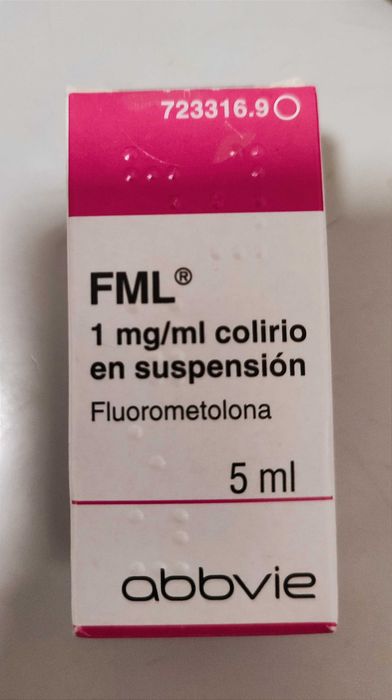 723316.9 O
FML®
1 mg/ml colirio
en suspensión
Fluorometolona
5 ml
abbvie